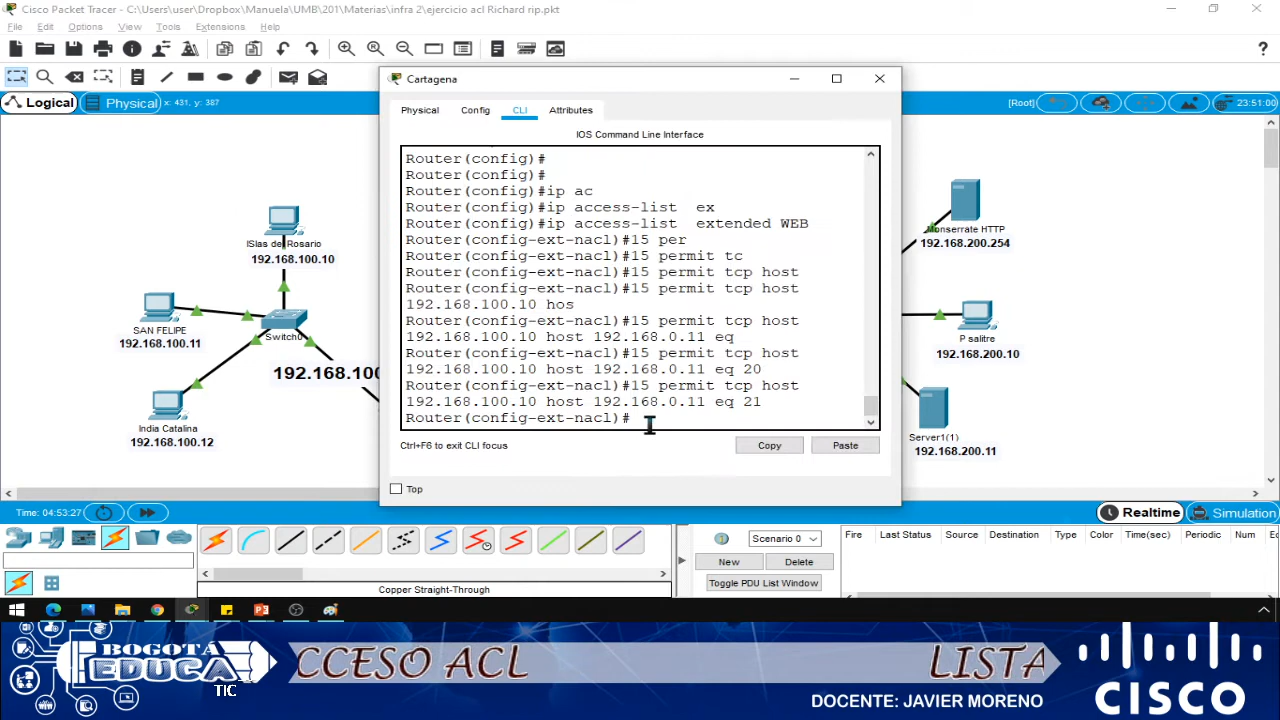 Cisco Packet Tracer - C:\Users\user\Dropbox\Manuela\UMB\201\Materias\infra 2\ejercicio acl Richard rip.pkt
File Edit Options View Tools Extensions Help
Logical Physical x: 431, y: 387
[Root] 23:51:00
Cartagena
Physical Config CLI Attributes
IOS Command Line Interface
Router(config)#
Router(config)#
Router(config)#ip ac
Router(config)#ip access-list ex
Router(config)#ip access-list extended WEB
Router(config-ext-nacl)#15 per
Router(config-ext-nacl)#15 permit tc
Router(config-ext-nacl)#15 permit tcp host
Router(config-ext-nacl)#15 permit tcp host
192.168.100.10 hos
Router(config-ext-nacl)#15 permit tcp host
192.168.100.10 host 192.168.0.11 eq
Router(config-ext-nacl)#15 permit tcp host
192.168.100.10 host 192.168.0.11 eq 20
Router(config-ext-nacl)#15 permit tcp host
192.168.100.10 host 192.168.0.11 eq 21
Router(config-ext-nacl)#
Ctrl+F6 to exit CLI focus
Copy Paste
Top
ISlas del Rosario
192.168.100.10
SAN FELIPE
192.168.100.11
Switch0
192.168.100
India Catalina
192.168.100.12
Monserrate HTTP
192.168.200.254
P salitre
192.168.200.10
Server1(1)
192.168.200.11
Time: 04:53:27
Realtime Simulation
Scenario 0
New Delete
Toggle PDU List Window
Fire Last Status Source Destination Type Color Time(sec) Periodic Num Ec
Copper Straight-Through
BOGOTA
EDUCA
TIC
CCESO ACL
LISTA
DOCENTE: JAVIER MORENO
CISCO